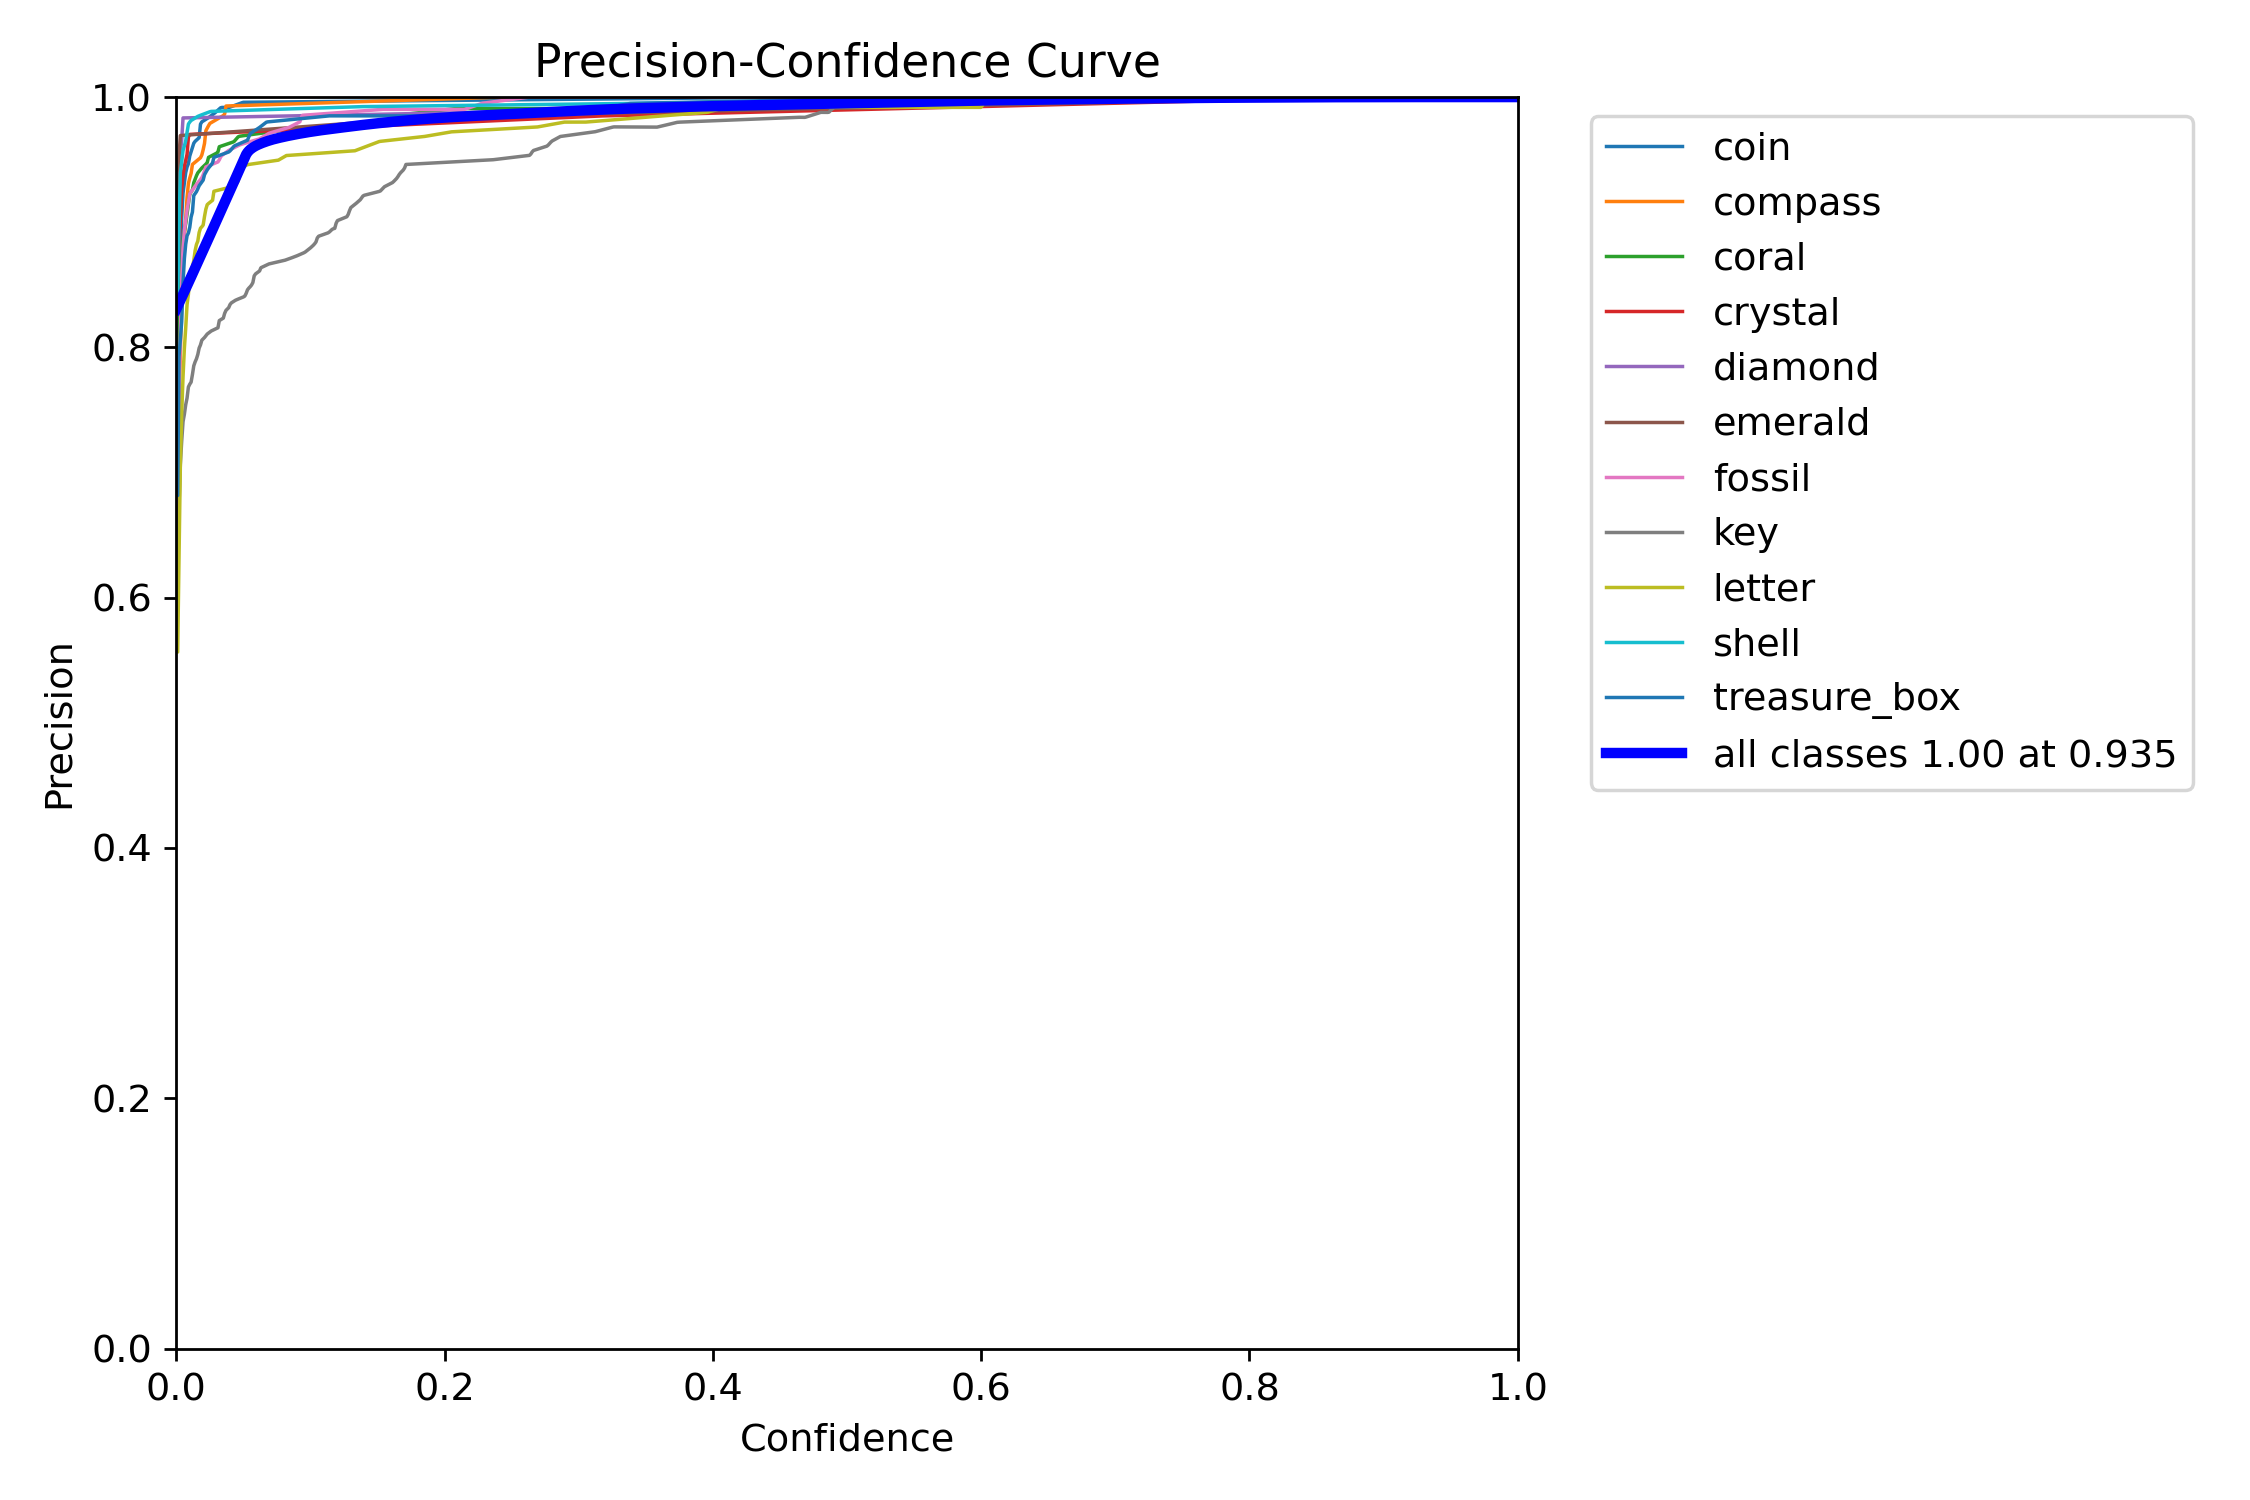 Precision-Confidence Curve
1.0
0.8
0.6
0.4
0.2
0.0
Precision
0.0 0.2 0.4 0.6 0.8 1.0
Confidence
coin
compass
coral
crystal
diamond
emerald
fossil
key
letter
shell
treasure_box
all classes 1.00 at 0.935